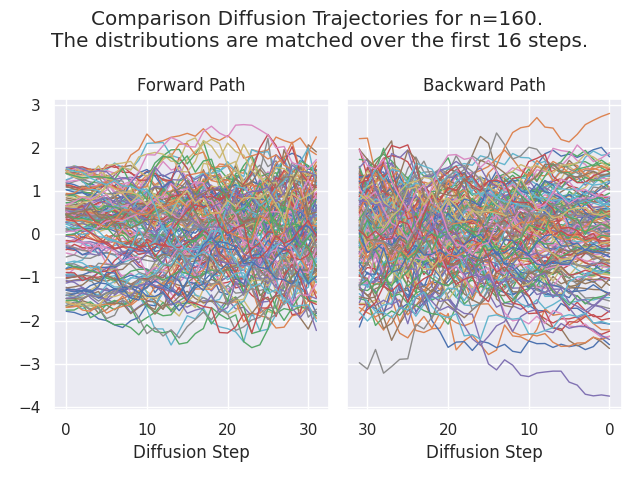 Comparison Diffusion Trajectories for n=160.
The distributions are matched over the first 16 steps.
Forward Path
Backward Path
3
2
1
0
−1
−2
−3
−4
0
10
20
30
30
20
10
0
Diffusion Step
Diffusion Step